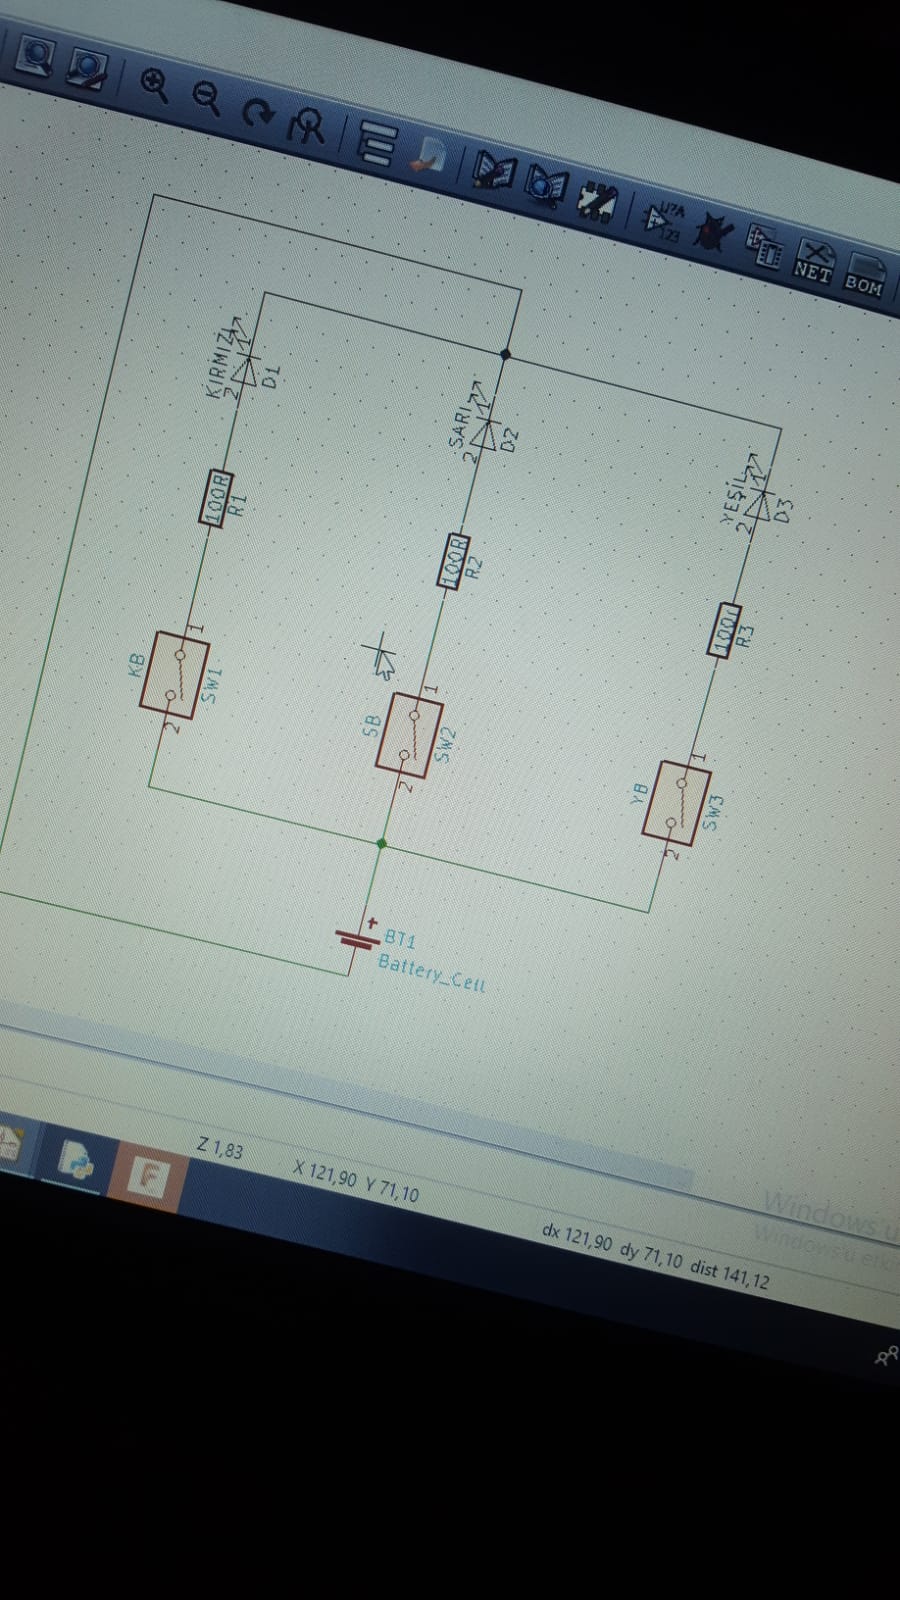 U?A
123
NET
BOM
KIRMIZI
1
2
D1
SARI
1
2
D2
YEŞİL
1
2
D3
100R
R1
100R
R2
R3
KB
1
2
SW1
SB
1
2
SW2
YB
1
2
SW3
+
BT1
Battery_Cell
Z 1,83
X 121,90 Y 71,10
dx 121,90 dy 71,10 dist 141,12
Windows'u
Windows'u etki
F